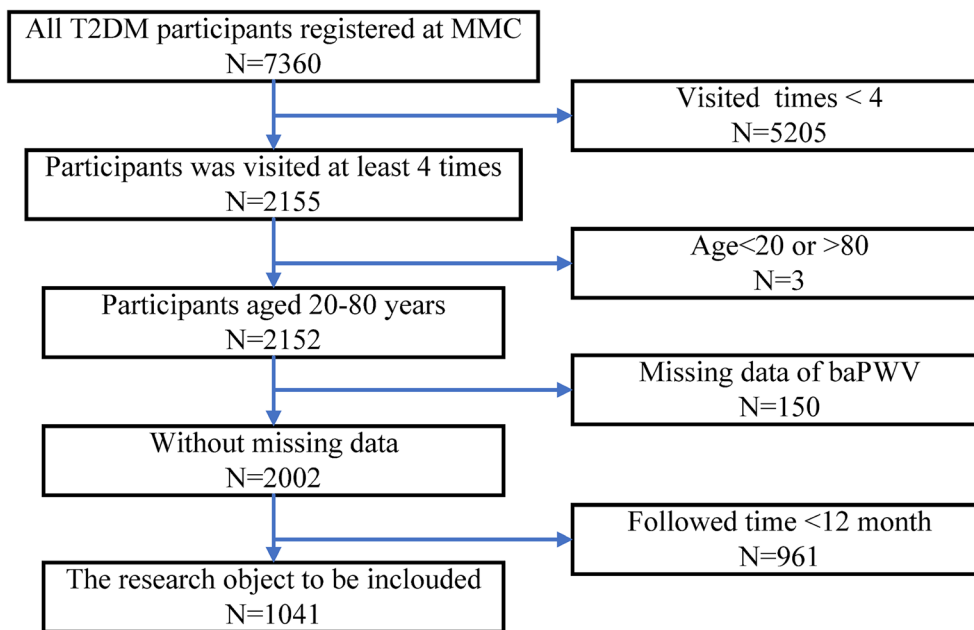 All T2DM participants registered at MMC
N=7360
Visited times < 4
N=5205
Participants was visited at least 4 times
N=2155
Age<20 or >80
N=3
Participants aged 20-80 years
N=2152
Missing data of baPWV
N=150
Without missing data
N=2002
Followed time <12 month
N=961
The research object to be inclouded
N=1041